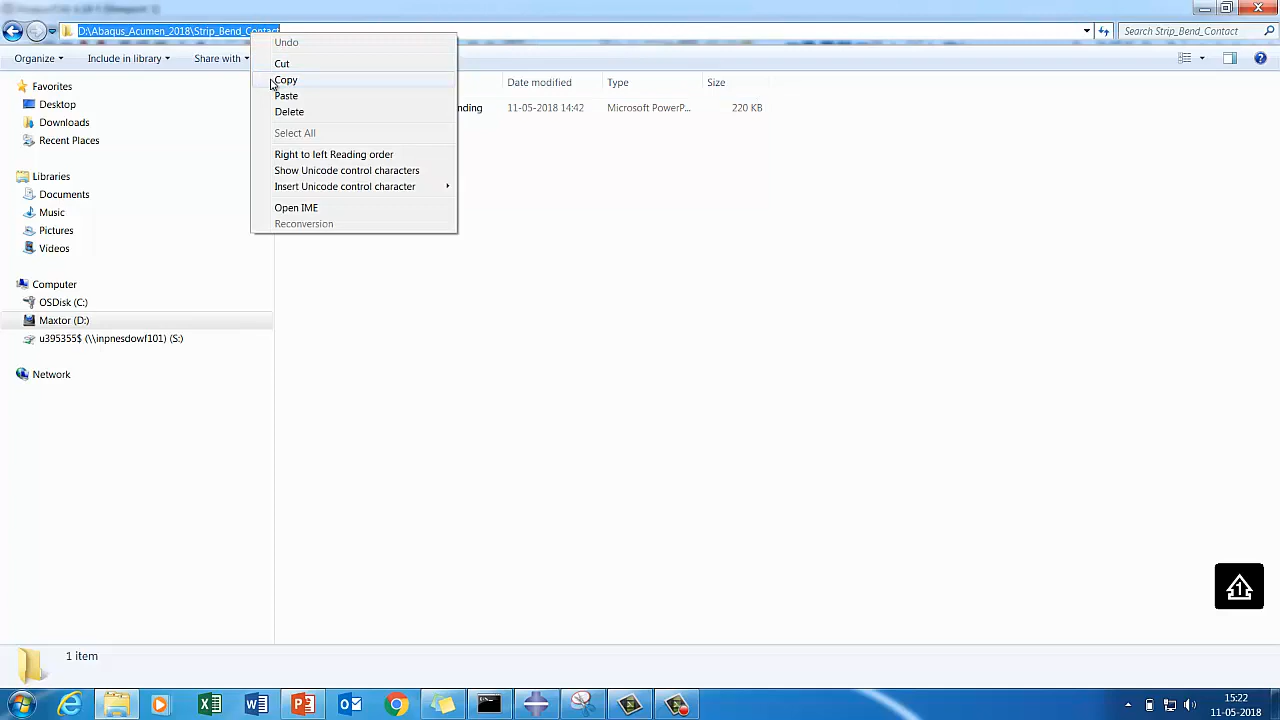 D:\Abaqus_Acumen_2018\Strip_Bend_Contact
Search Strip_Bend_Contact
Organize
Include in library
Share with
Undo
Cut
Copy
Paste
Delete
Select All
Right to left Reading order
Show Unicode control characters
Insert Unicode control character
Open IME
Reconversion
Favorites
Desktop
Downloads
Recent Places
Libraries
Documents
Music
Pictures
Videos
Computer
OSDisk (C:)
Maxtor (D:)
u395355$ (\\inpnesdowf101) (S:)
Network
Date modified
Type
Size
nding
11-05-2018 14:42
Microsoft PowerP...
220 KB
1
1 item
15:22
11-05-2018